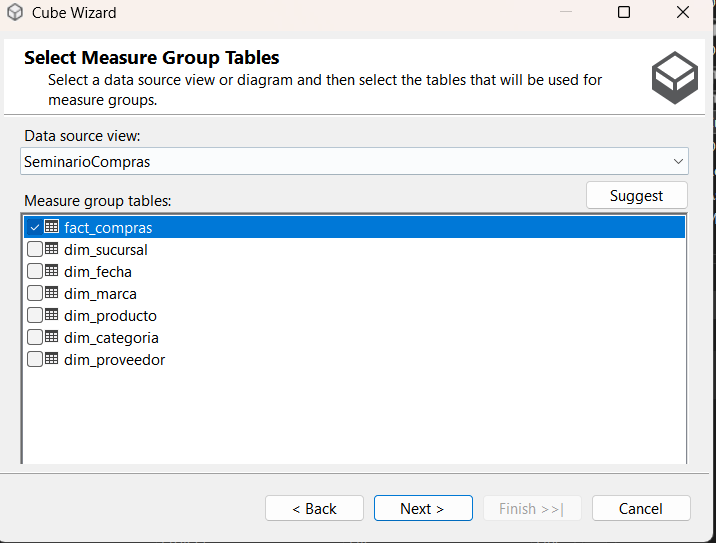 Cube Wizard
Select Measure Group Tables
Select a data source view or diagram and then select the tables that will be used for
measure groups.
Data source view:
SeminarioCompras
Measure group tables:
Suggest
fact_compras
dim_sucursal
dim_fecha
dim_marca
dim_producto
dim_categoria
dim_proveedor
< Back
Next >
Finish >>|
Cancel